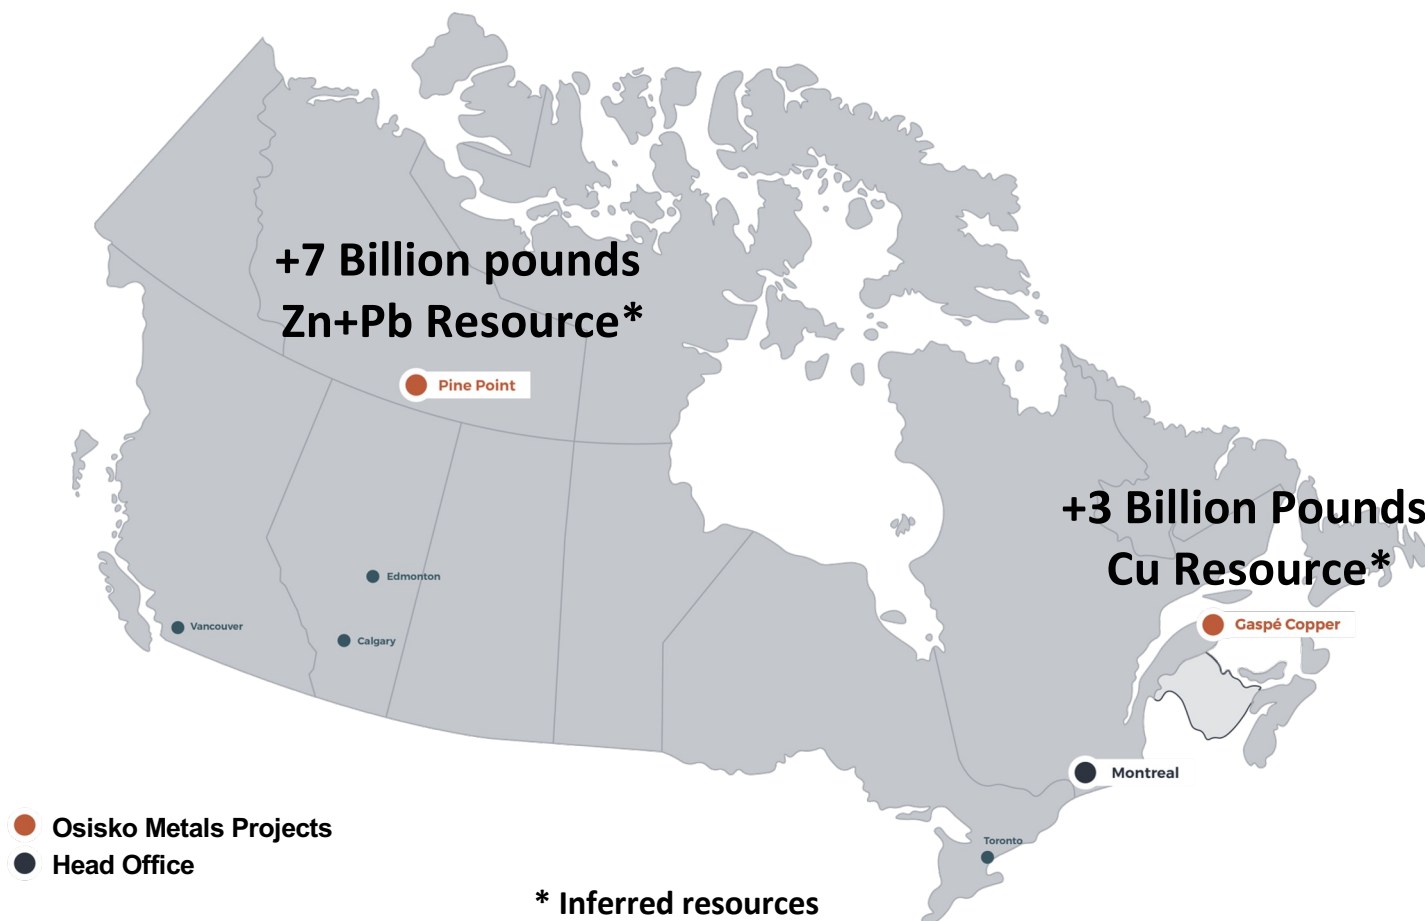 +7 Billion pounds
Zn+Pb Resource*
Pine Point
+3 Billion Pounds
Cu Resource*
Edmonton
Vancouver
Calgary
Gaspé Copper
Montreal
Osisko Metals Projects
Toronto
Head Office
* Inferred resources